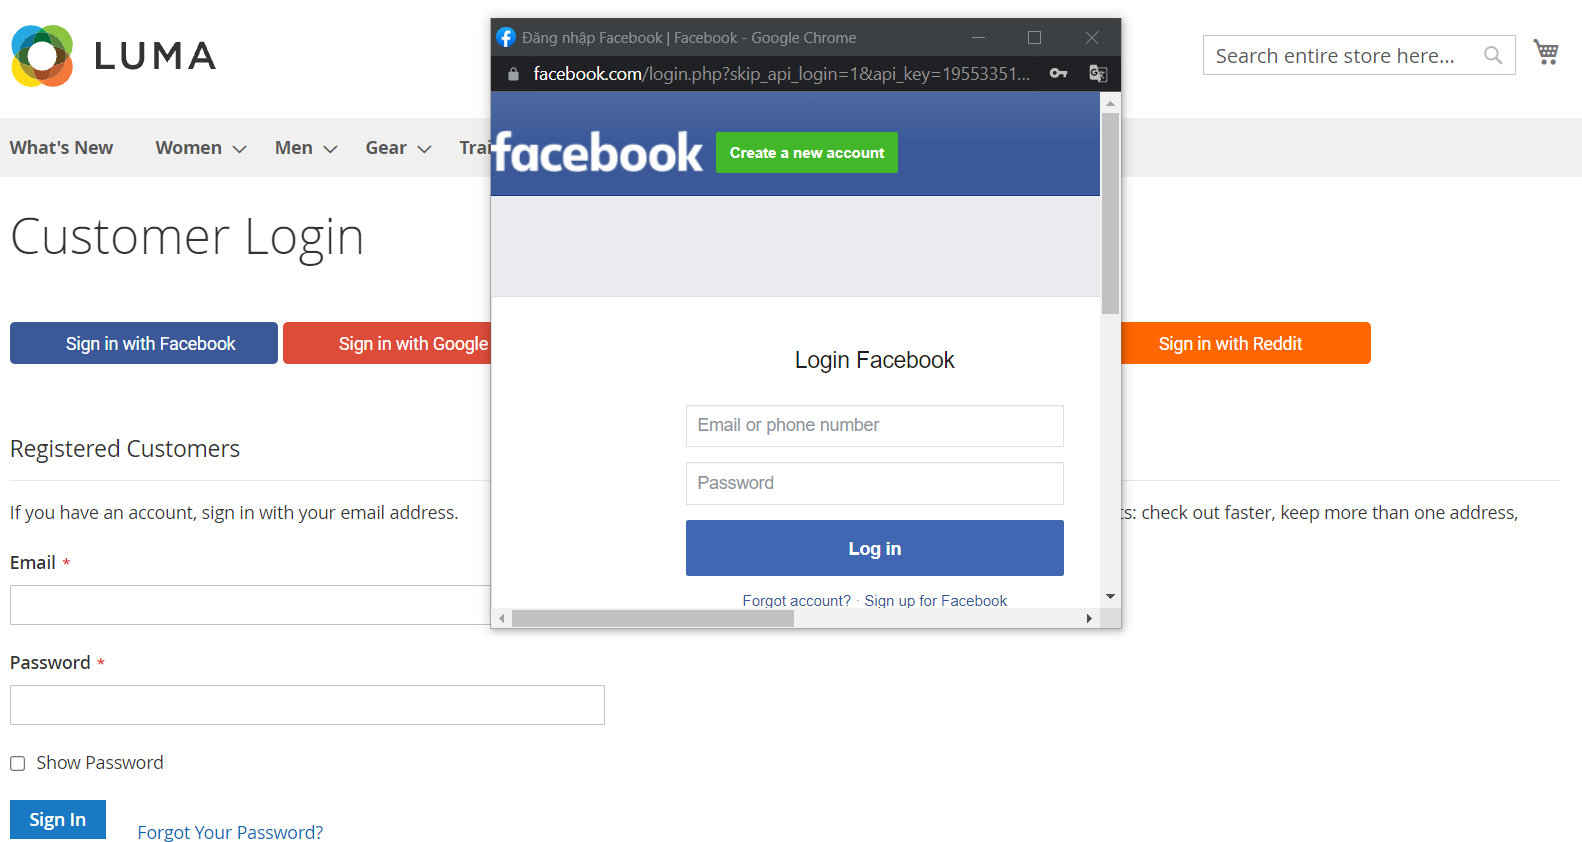 LUMA
Search entire store here...
What's New Women Men Gear Trai
Customer Login
Sign in with Facebook Sign in with Google Sign in with Reddit
Registered Customers
If you have an account, sign in with your email address. ts: check out faster, keep more than one address,
Email *
Password *
Show Password
Sign In Forgot Your Password?
Đăng nhập Facebook | Facebook - Google Chrome
facebook.com/login.php?skip_api_login=1&api_key=19553351...
facebook Create a new account
Login Facebook
Email or phone number
Password
Log in
Forgot account? · Sign up for Facebook